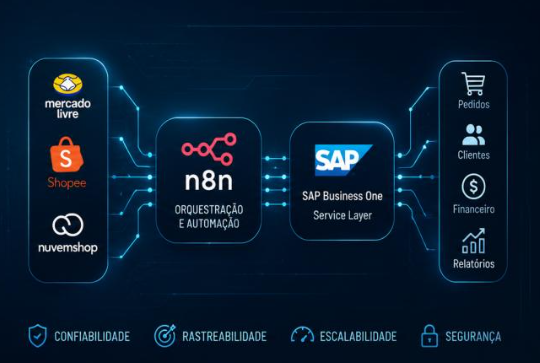 mercado
livre
S
Shopee
nuvemshop
n8n
ORQUESTRAÇÃO
E AUTOMAÇÃO
SAP
SAP Business One
Service Layer
Pedidos
Clientes
$
Financeiro
Relatórios
CONFIABILIDADE
RASTREABILIDADE
ESCALABILIDADE
SEGURANÇA